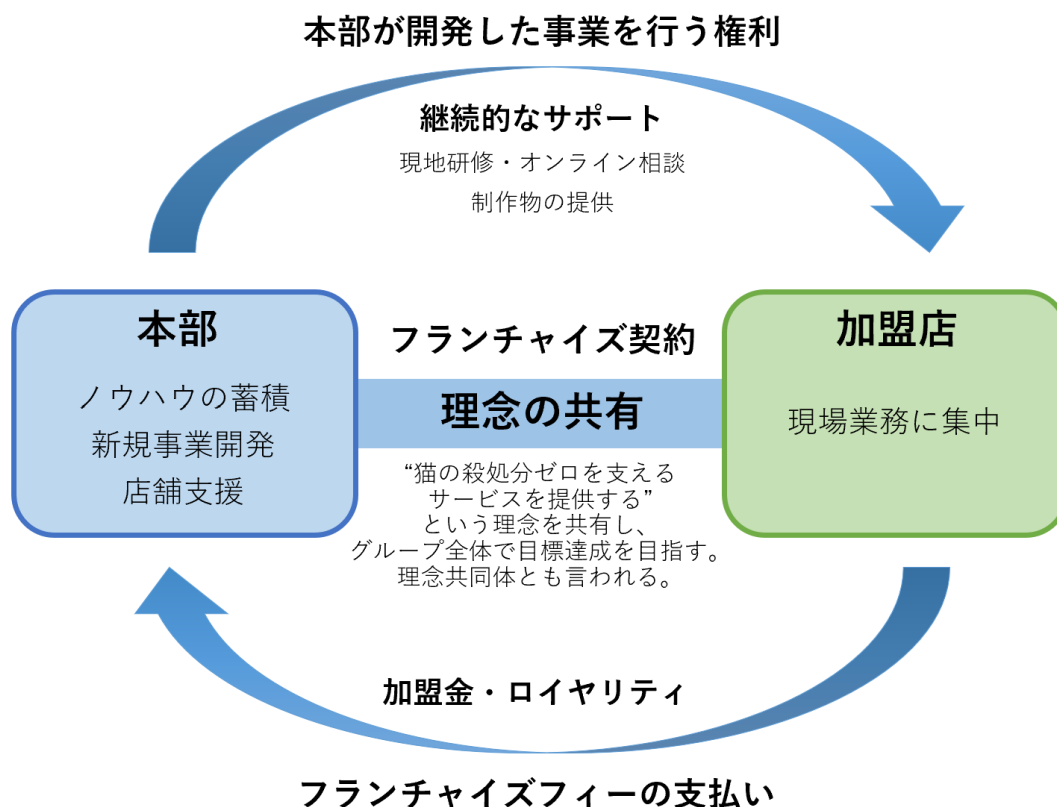 本部が開発した事業を行う権利
継続的なサポート
現地研修・オンライン相談
制作物の提供
本部
ノウハウの蓄積
新規事業開発
店舗支援
フランチャイズ契約
理念の共有
“猫の殺処分ゼロを支える
サービスを提供する”
という理念を共有し、
グループ全体で目標達成を目指す。
理念共同体とも言われる。
加盟店
現場業務に集中
加盟金・ロイヤリティ
フランチャイズフィーの支払い